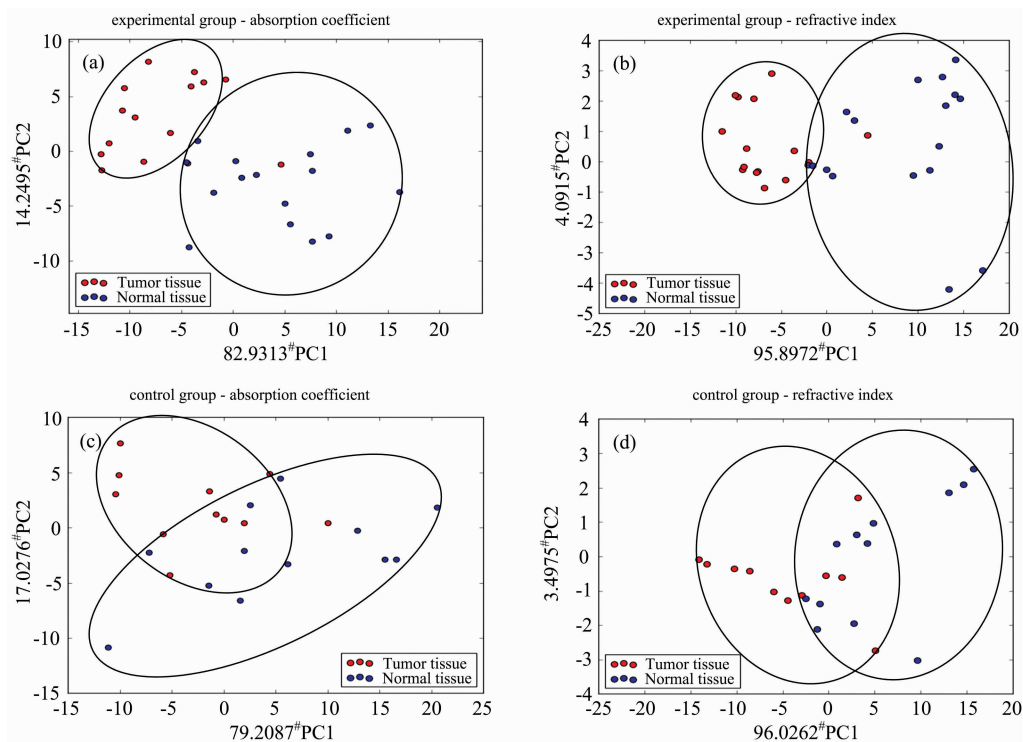 experimental group - absorption coefficient
(a)
10
5
0
-5
-10
14.2495#PC2
Tumor tissue
Normal tissue
-15 -10 -5 0 5 10 15 20
82.9313#PC1
experimental group - refractive index
(b)
4
3
2
1
0
-1
-2
-3
-4
-5
4.0915#PC2
Tumor tissue
Normal tissue
-25 -20 -15 -10 -5 0 5 10 15 20
95.8972#PC1
control group - absorption coefficient
(c)
10
5
0
-5
-10
-15
17.0276#PC2
Tumor tissue
Normal tissue
-15 -10 -5 0 5 10 15 20 25
79.2087#PC1
control group - refractive index
(d)
4
3
2
1
0
-1
-2
-3
-4
3.4975#PC2
Tumor tissue
Normal tissue
-25 -20 -15 -10 -5 0 5 10 15 20
96.0262#PC1